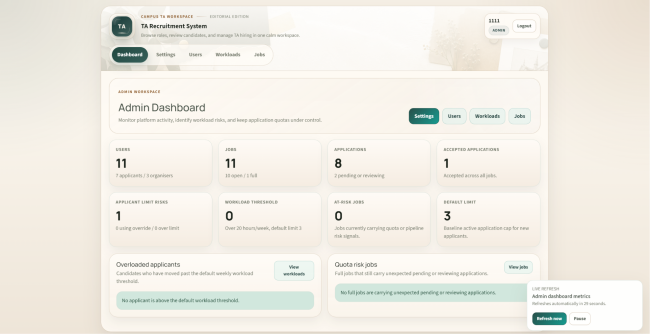 CAMPUS TA WORKSPACE EDITORIAL EDITION
TA
TA Recruitment System
Browse roles, review candidates, and manage TA hiring in one calm workspace.
1111
ADMIN
Logout
Dashboard Settings Users Workloads Jobs
ADMIN WORKSPACE
Admin Dashboard
Monitor platform activity, identify workload risks, and keep application quotas under control.
Settings Users Workloads Jobs
USERS
11
7 applicants / 3 organisers
JOBS
11
10 open / 1 full
APPLICATIONS
8
2 pending or reviewing
ACCEPTED APPLICATIONS
1
Accepted across all jobs.
APPLICANT LIMIT RISKS
1
WORKLOAD THRESHOLD
0
Over 20 hours/week, default limit 3
AT-RISK JOBS
0
Jobs currently carrying quota or pipeline
risk signals.
DEFAULT LIMIT
3
Baseline active application cap for new
applicants.
Overloaded applicants
Candidates who have moved past the default weekly workload
threshold.
View
workloads
No applicant is above the default workload threshold.
Quota risk jobs
Full jobs that still carry unexpected pending or reviewing applications.
View jobs
No full jobs are carrying unexpected pending or reviewing applications.
LIVE REFRESH
Admin dashboard metrics
Refreshes automatically in 29 seconds.
Refresh now Pause